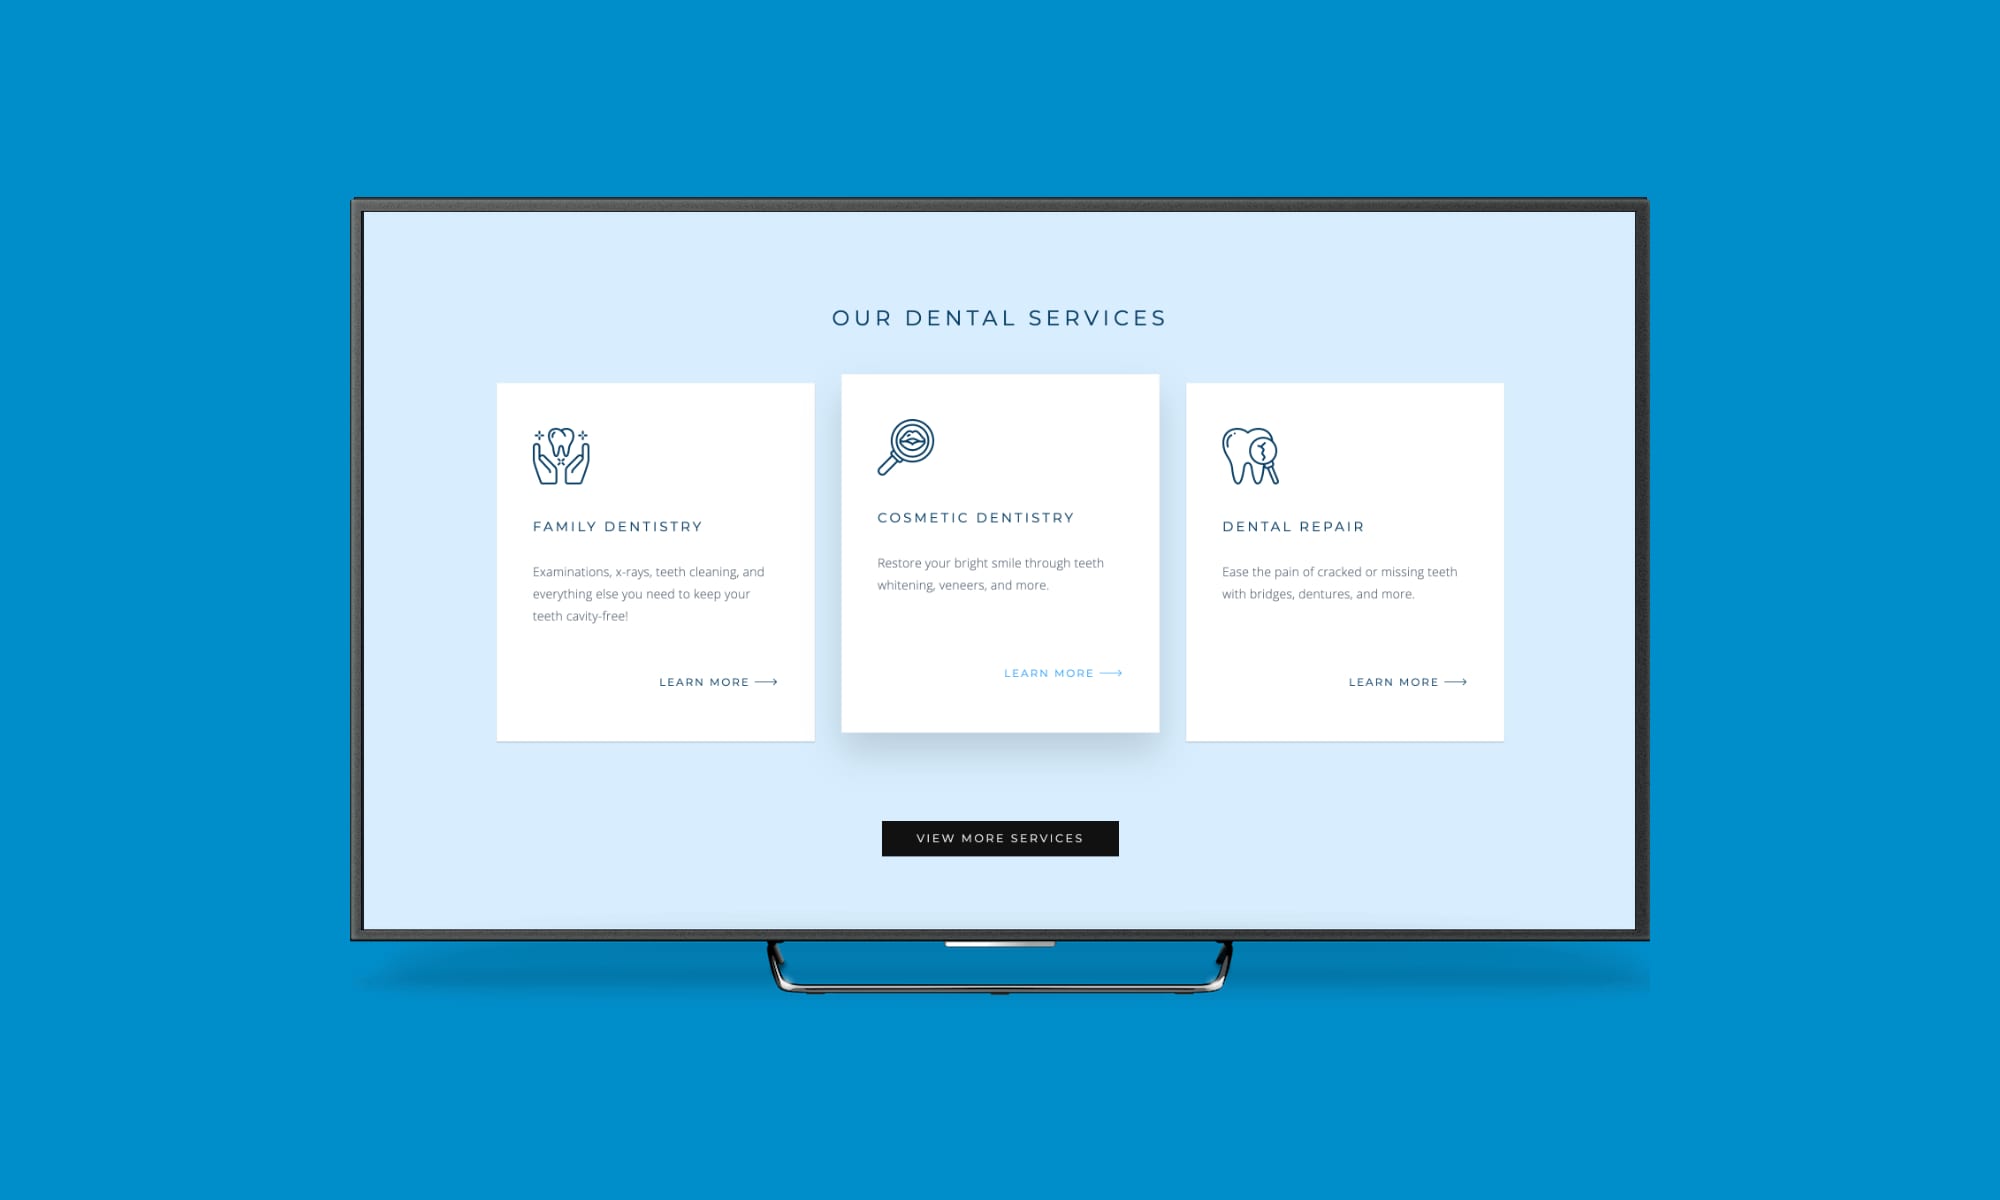 OUR DENTAL SERVICES
FAMILY DENTISTRY
Examinations, x-rays, teeth cleaning, and
everything else you need to keep your
teeth cavity-free!
LEARN MORE
COSMETIC DENTISTRY
Restore your bright smile through teeth
whitening, veneers, and more.
LEARN MORE
DENTAL REPAIR
Ease the pain of cracked or missing teeth
with bridges, dentures, and more.
LEARN MORE
VIEW MORE SERVICES